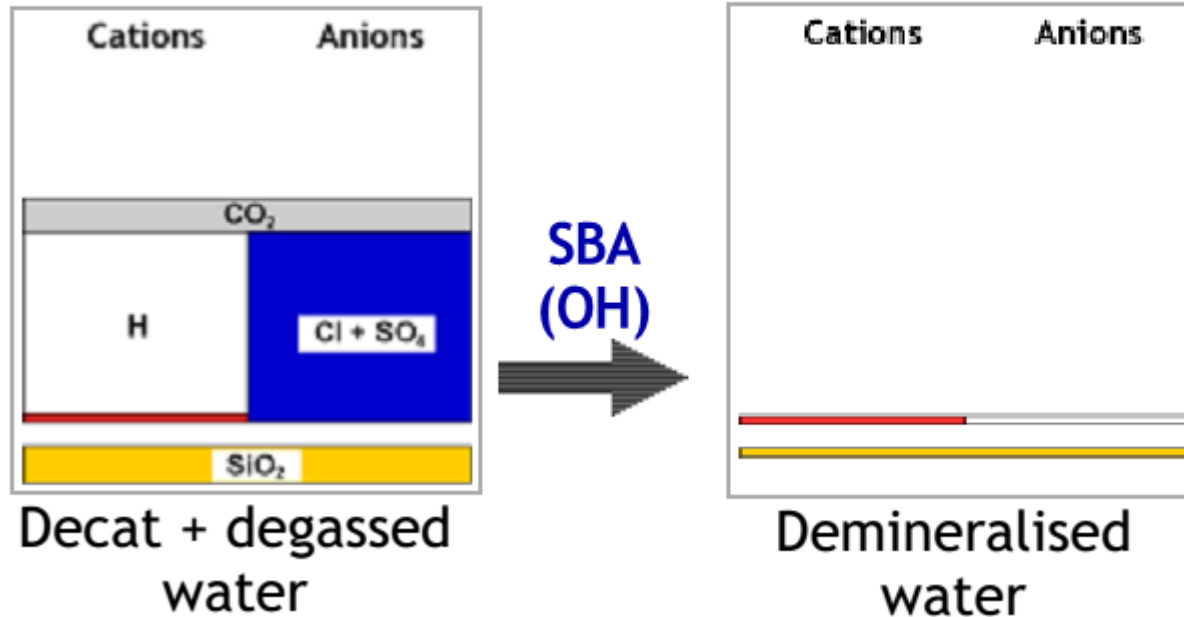 Cations Anions
CO₂
H
Cl + SO₄
SiO₂
Decat + degassed
water
SBA
(OH)
Cations Anions
Demineralised
water